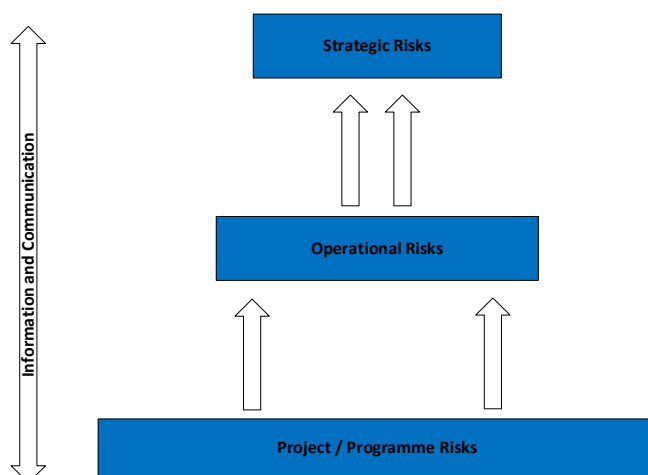 Strategic Risks
Information and Communication
Operational Risks
Project / Programme Risks